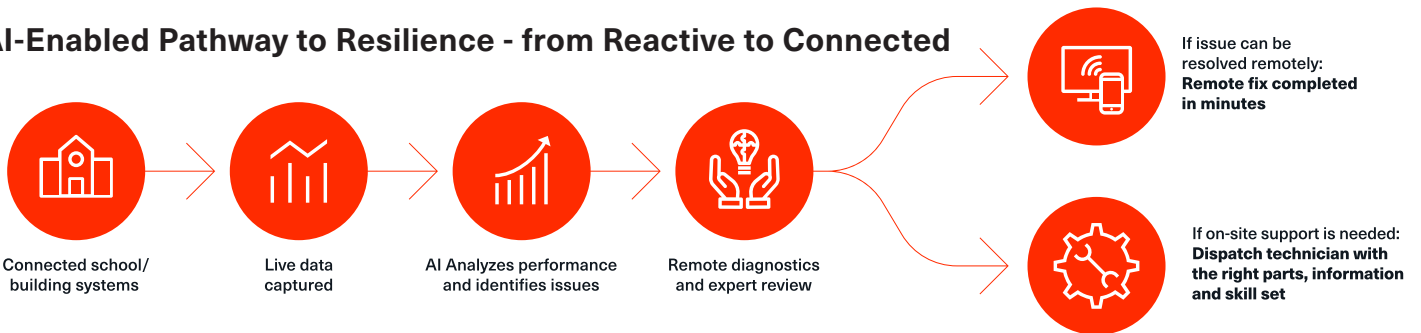 AI-Enabled Pathway to Resilience - from Reactive to Connected
Connected school/
building systems
Live data
captured
AI Analyzes performance
and identifies issues
Remote diagnostics
and expert review
If issue can be
resolved remotely:
Remote fix completed
in minutes
If on-site support is needed:
Dispatch technician with
the right parts, information
and skill set